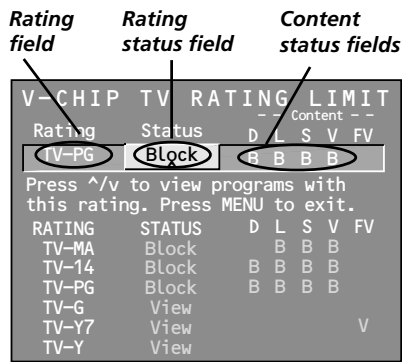 Rating field
Rating status field
Content status fields
V-CHIP TV RATING LIMIT
- - Content - -
Rating Status D L S V FV
TV-PG Block B B B B
Press ^/v to view programs with
this rating. Press MENU to exit.
RATING STATUS D L S V FV
TV-MA Block B B B
TV-14 Block B B B B
TV-PG Block B B B B
TV-G View
TV-Y7 View V
TV-Y View